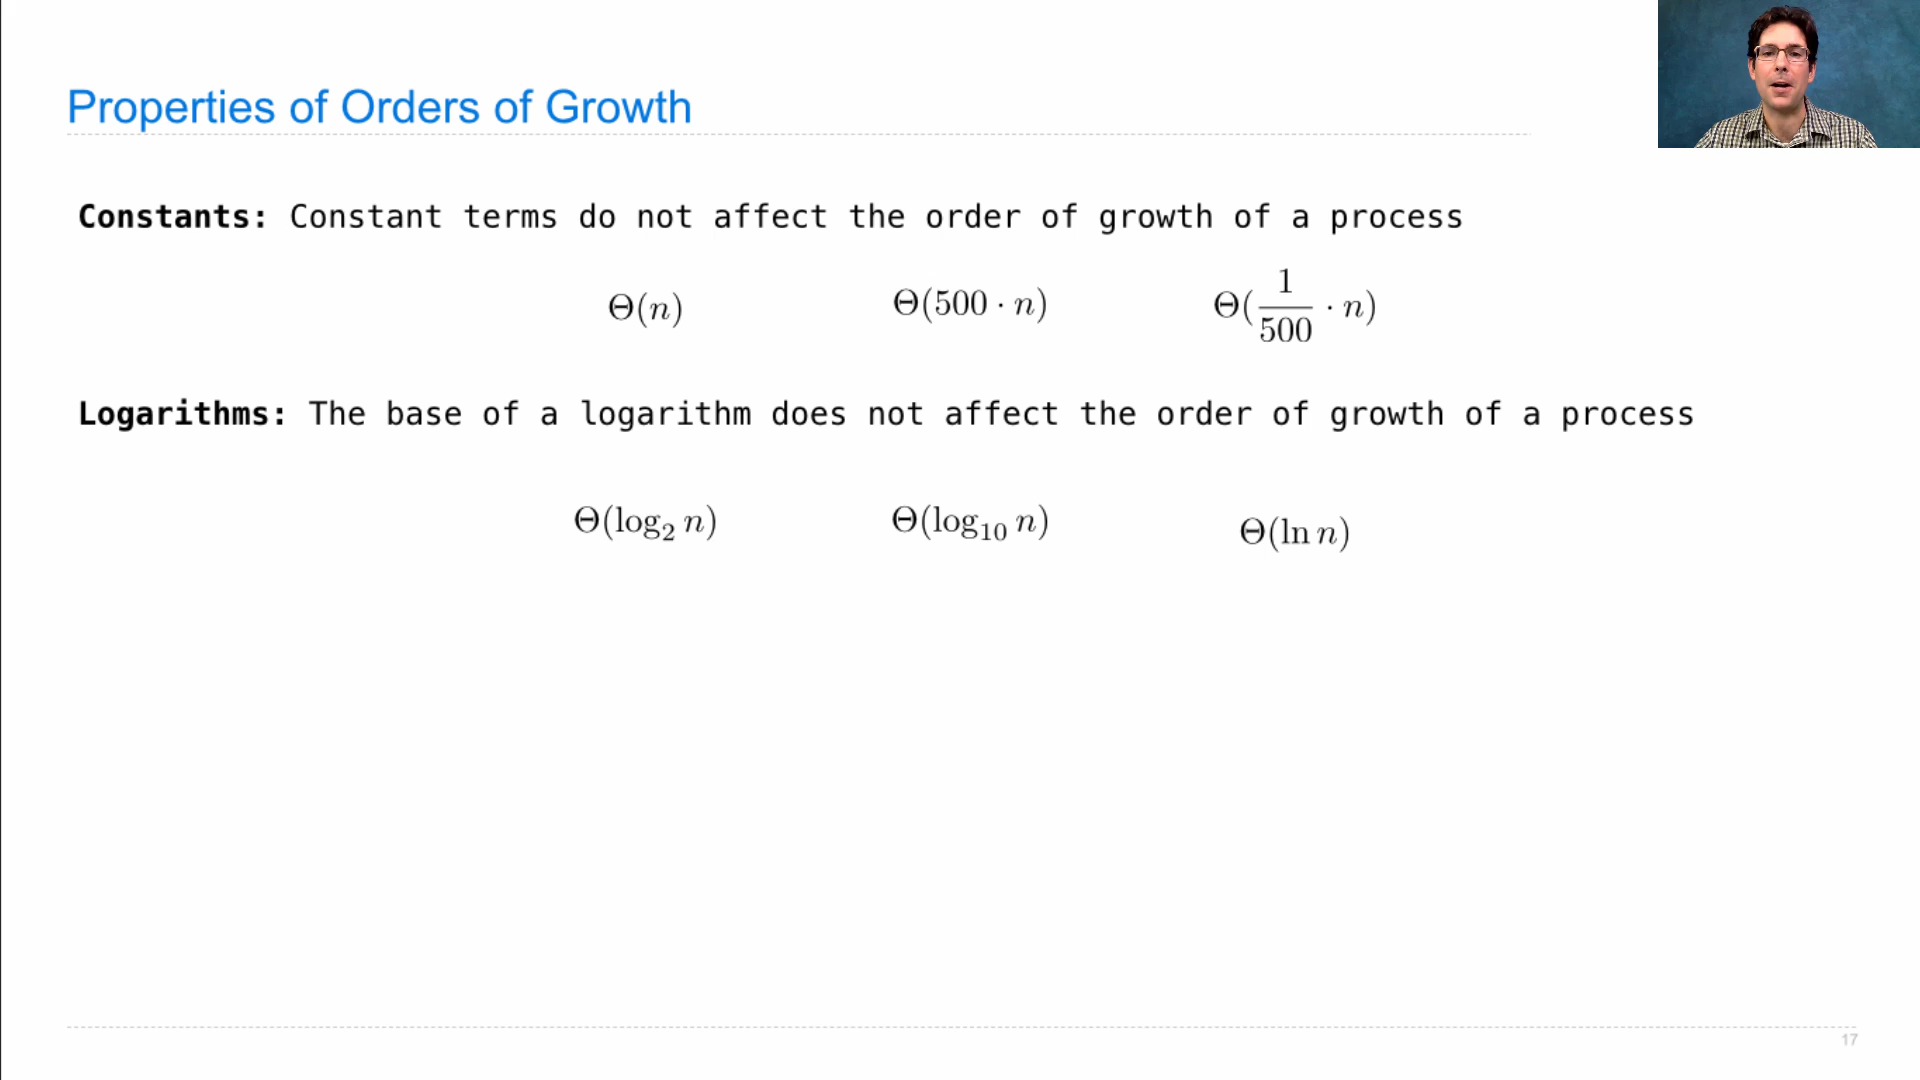 Properties of Orders of Growth
Constants: Constant terms do not affect the order of growth of a process
Θ(n) Θ(500 · n) Θ(1/500 · n)
Logarithms: The base of a logarithm does not affect the order of growth of a process
Θ(log₂ n) Θ(log₁₀ n) Θ(ln n)
17